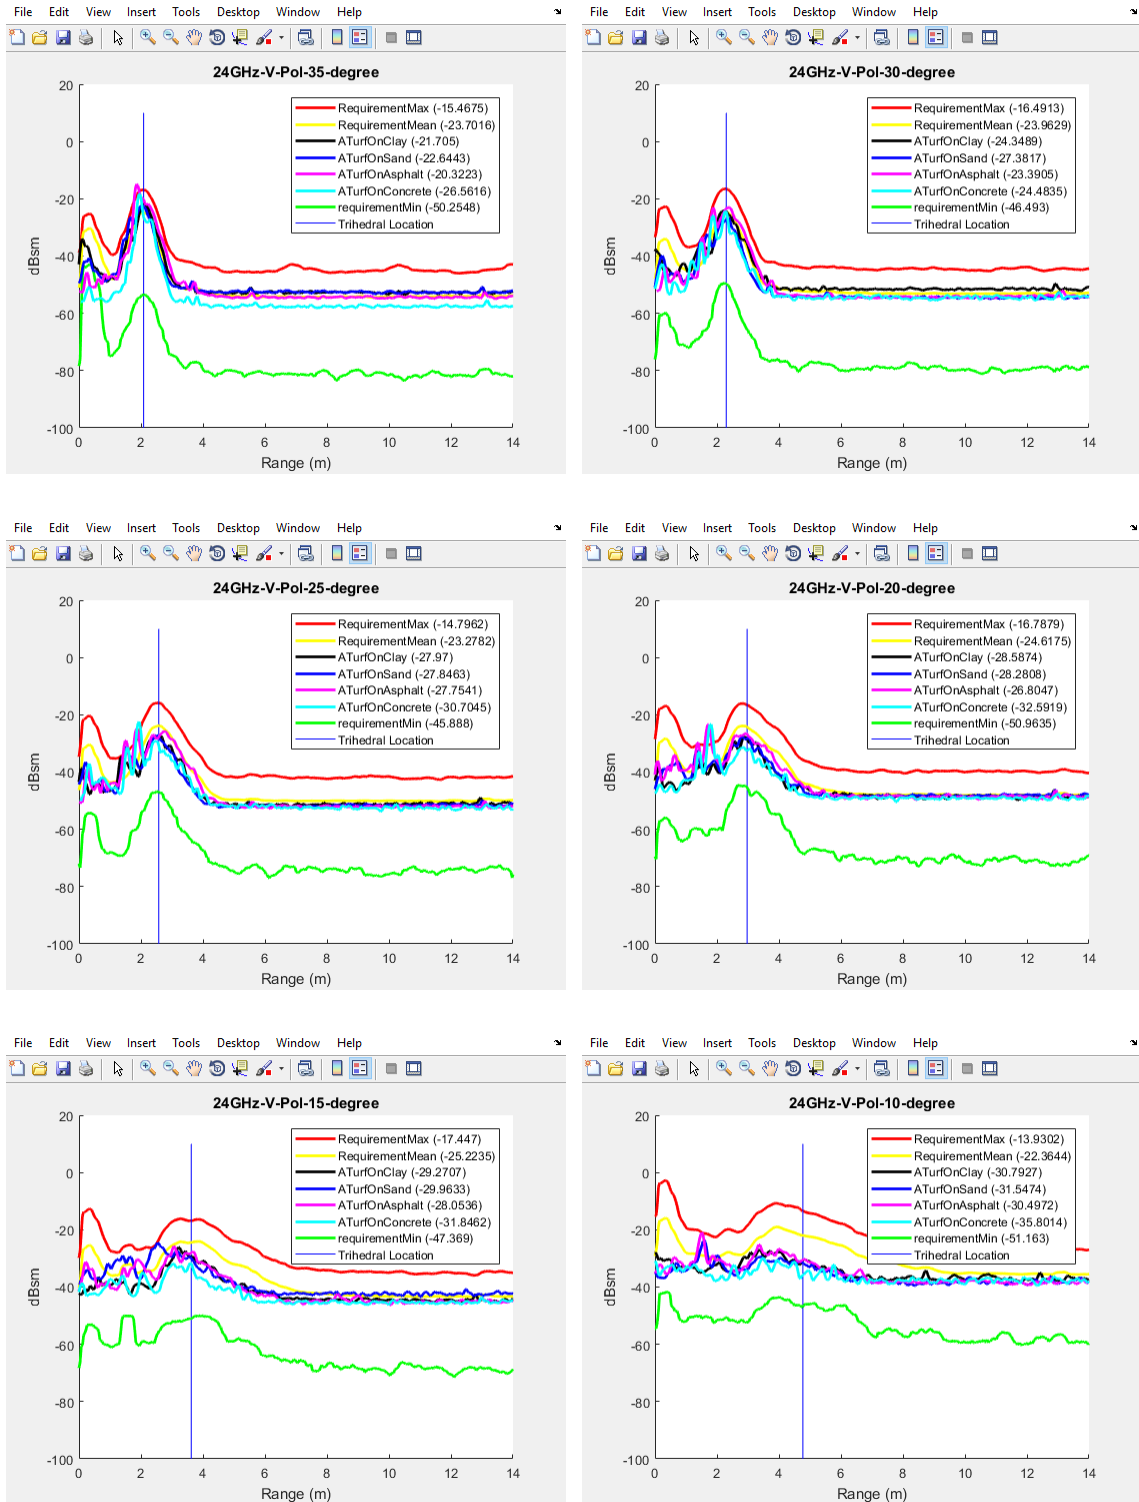 File Edit View Insert Tools Desktop Window Help
24GHz-V-Pol-35-degree
20
0
-20
-40
-60
-80
-100
dBsm
RequirementMax (-15.4675)
RequirementMean (-23.7016)
ATurfOnClay (-21.705)
ATurfOnSand (-22.6443)
ATurfOnAsphalt (-20.3223)
ATurfOnConcrete (-26.5616)
requirementMin (-50.2548)
Trihedral Location
0 2 4 6 8 10 12 14
Range (m)
File Edit View Insert Tools Desktop Window Help
24GHz-V-Pol-30-degree
20
0
-20
-40
-60
-80
-100
dBsm
RequirementMax (-16.4913)
RequirementMean (-23.9629)
ATurfOnClay (-24.3489)
ATurfOnSand (-27.3817)
ATurfOnAsphalt (-23.3905)
ATurfOnConcrete (-24.4835)
requirementMin (-46.493)
Trihedral Location
0 2 4 6 8 10 12 14
Range (m)
File Edit View Insert Tools Desktop Window Help
24GHz-V-Pol-25-degree
20
0
-20
-40
-60
-80
-100
dBsm
RequirementMax (-14.7962)
RequirementMean (-23.2782)
ATurfOnClay (-27.97)
ATurfOnSand (-27.8463)
ATurfOnAsphalt (-27.7541)
ATurfOnConcrete (-30.7045)
requirementMin (-45.888)
Trihedral Location
0 2 4 6 8 10 12 14
Range (m)
File Edit View Insert Tools Desktop Window Help
24GHz-V-Pol-20-degree
20
0
-20
-40
-60
-80
-100
dBsm
RequirementMax (-16.7879)
RequirementMean (-24.6175)
ATurfOnClay (-28.5874)
ATurfOnSand (-28.2808)
ATurfOnAsphalt (-26.8047)
ATurfOnConcrete (-32.5919)
requirementMin (-50.9635)
Trihedral Location
0 2 4 6 8 10 12 14
Range (m)
File Edit View Insert Tools Desktop Window Help
24GHz-V-Pol-15-degree
20
0
-20
-40
-60
-80
-100
dBsm
RequirementMax (-17.447)
RequirementMean (-25.2235)
ATurfOnClay (-29.2707)
ATurfOnSand (-29.9633)
ATurfOnAsphalt (-28.0536)
ATurfOnConcrete (-31.8462)
requirementMin (-47.369)
Trihedral Location
0 2 4 6 8 10 12 14
Range (m)
File Edit View Insert Tools Desktop Window Help
24GHz-V-Pol-10-degree
20
0
-20
-40
-60
-80
-100
dBsm
RequirementMax (-13.9302)
RequirementMean (-22.3644)
ATurfOnClay (-30.7927)
ATurfOnSand (-31.5474)
ATurfOnAsphalt (-30.4972)
ATurfOnConcrete (-35.8014)
requirementMin (-51.163)
Trihedral Location
0 2 4 6 8 10 12 14
Range (m)